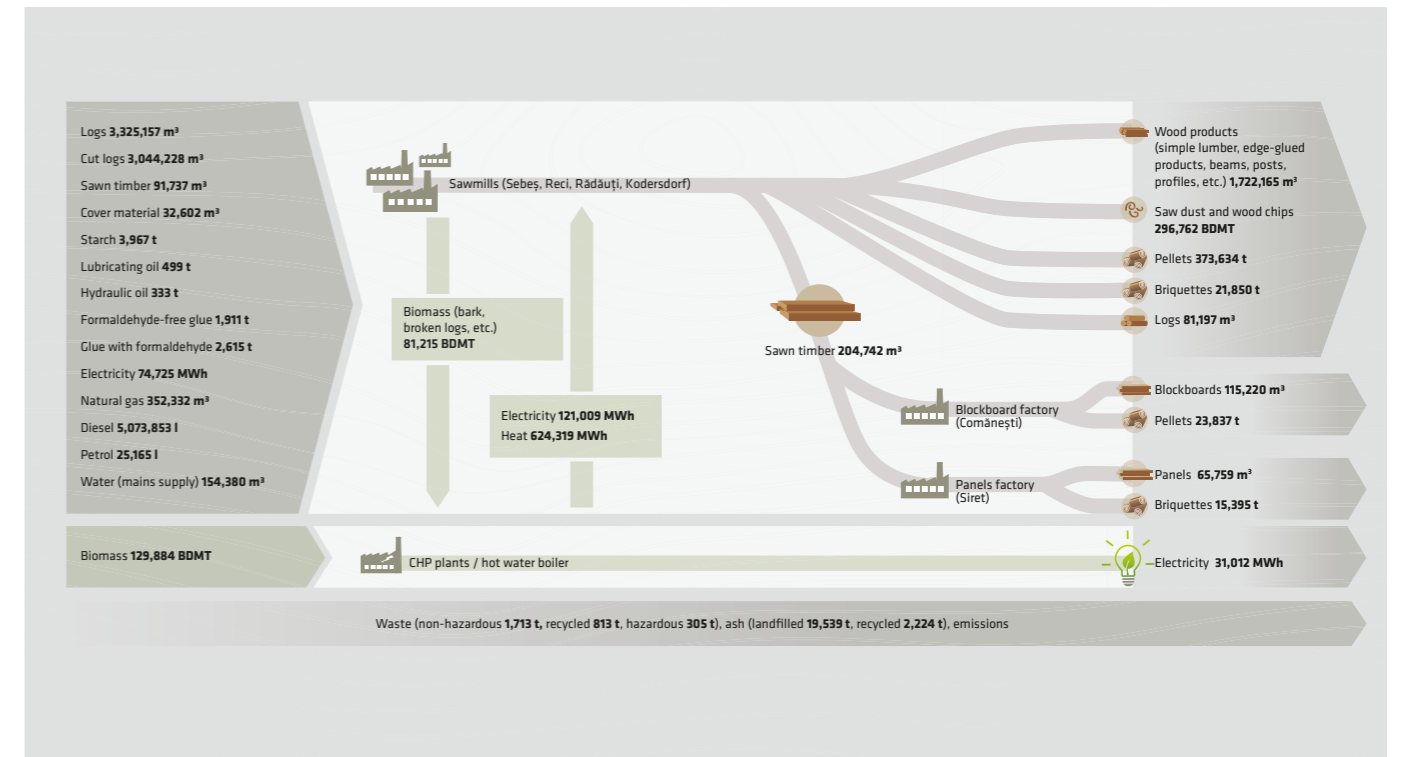 Logs 3,325,157 m³
Cut logs 3,044,228 m³
Sawn timber 91,737 m³
Cover material 32,602 m³
Starch 3,967 t
Lubricating oil 499 t
Hydraulic oil 333 t
Formaldehyde-free glue 1,911 t
Glue with formaldehyde 2,615 t
Electricity 74,725 MWh
Natural gas 352,332 m³
Diesel 5,073,853 l
Petrol 25,165 l
Water (mains supply) 154,380 m³
Sawmills (Sebeș, Reci, Rădăuți, Kodersdorf)
Biomass (bark,
broken logs, etc.)
81,215 BDMT
Electricity 121,009 MWh
Heat 624,319 MWh
Sawn timber 204,742 m³
Blockboard factory
(Comănești)
Panels factory
(Siret)
Wood products
(simple lumber, edge-glued
products, beams, posts,
profiles, etc.) 1,722,165 m³
Saw dust and wood chips
296,762 BDMT
Pellets 373,634 t
Briquettes 21,850 t
Logs 81,197 m³
Blockboards 115,220 m³
Pellets 23,837 t
Panels 65,759 m³
Briquettes 15,395 t
Biomass 129,884 BDMT
CHP plants / hot water boiler
Electricity 31,012 MWh
Waste (non-hazardous 1,713 t, recycled 813 t, hazardous 305 t), ash (landfilled 19,539 t, recycled 2,224 t), emissions